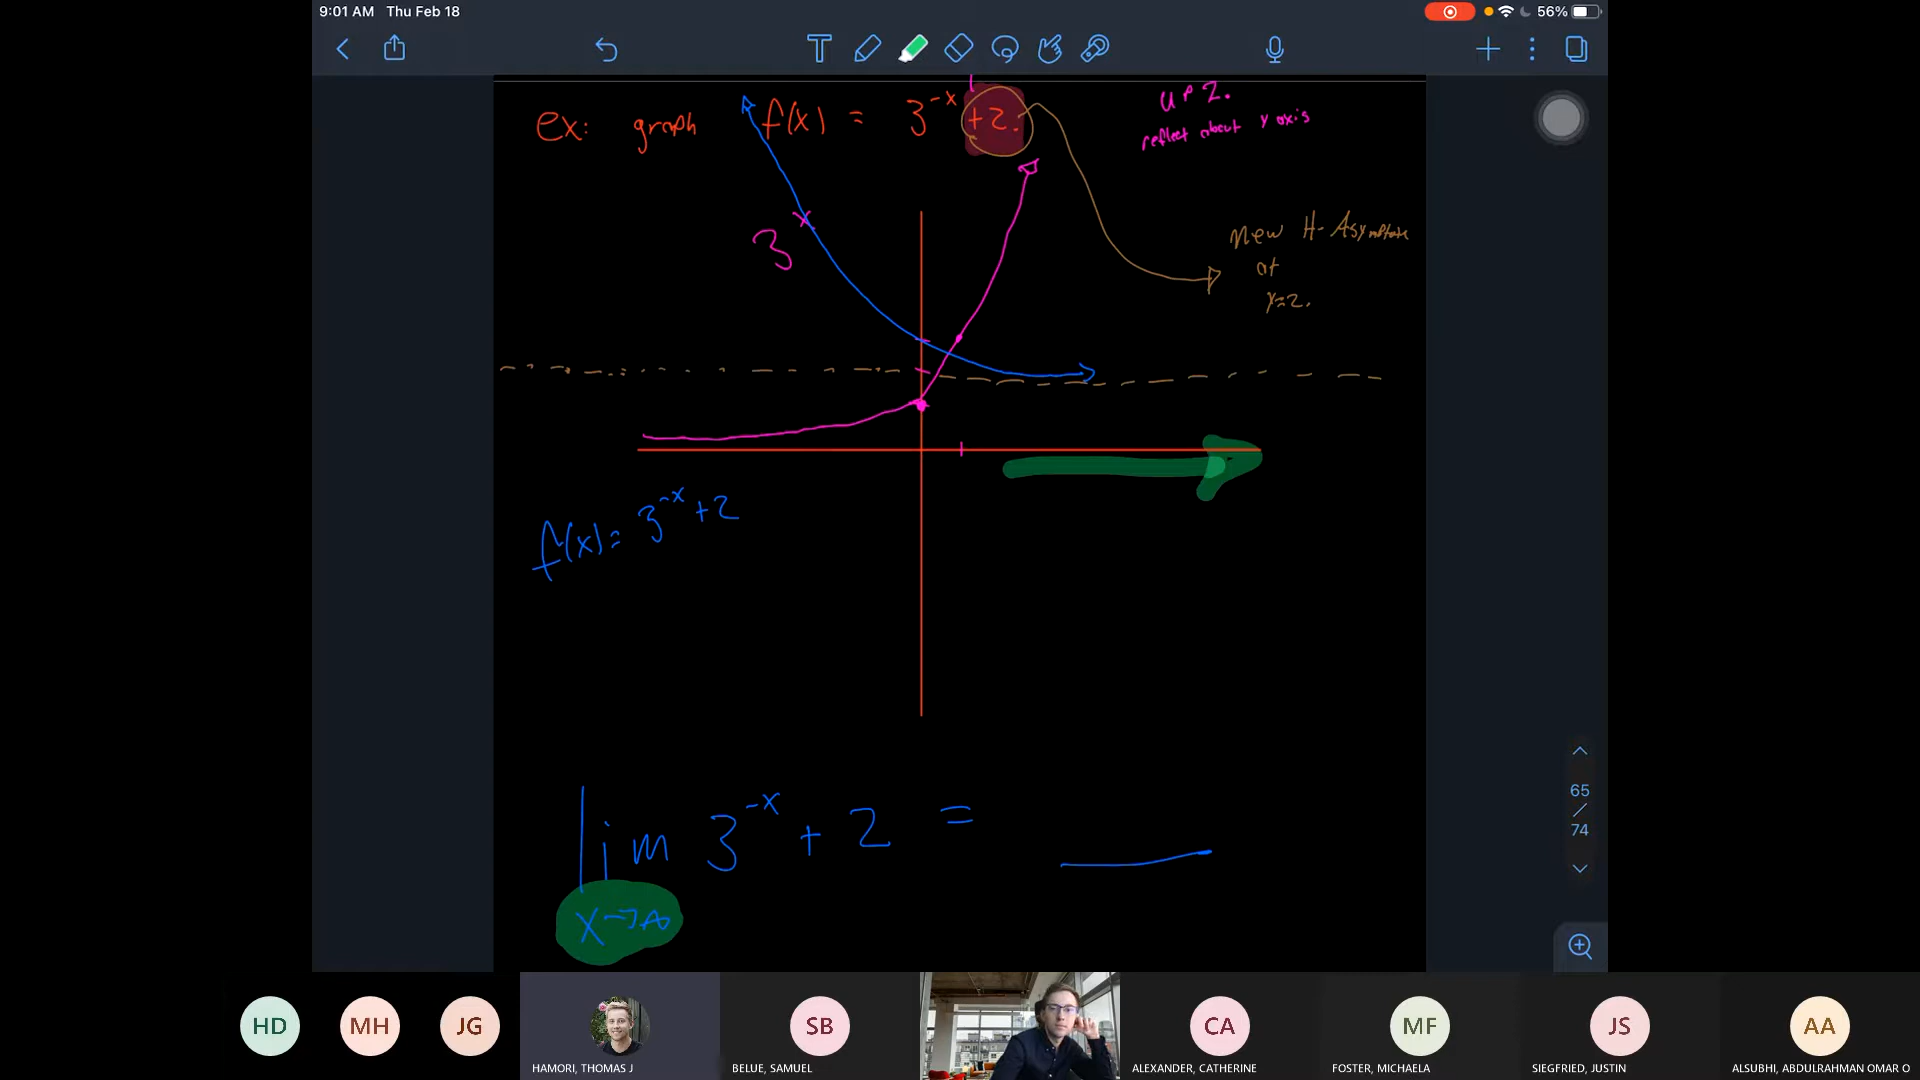 9:01 AM Thu Feb 18
56%
ex: graph f(x) = 3^-x +2.
up 2.
reflect about y axis
3^x
new H-Asymptote
at
y=2.
f(x) = 3^-x + 2
65
/
74
lim 3^-x + 2 = ___
x→∞
HD
MH
JG
SB
CA
MF
JS
AA
HAMORI, THOMAS J
BELUE, SAMUEL
ALEXANDER, CATHERINE
FOSTER, MICHAELA
SIEGFRIED, JUSTIN
ALSUBHI, ABDULRAHMAN OMAR O